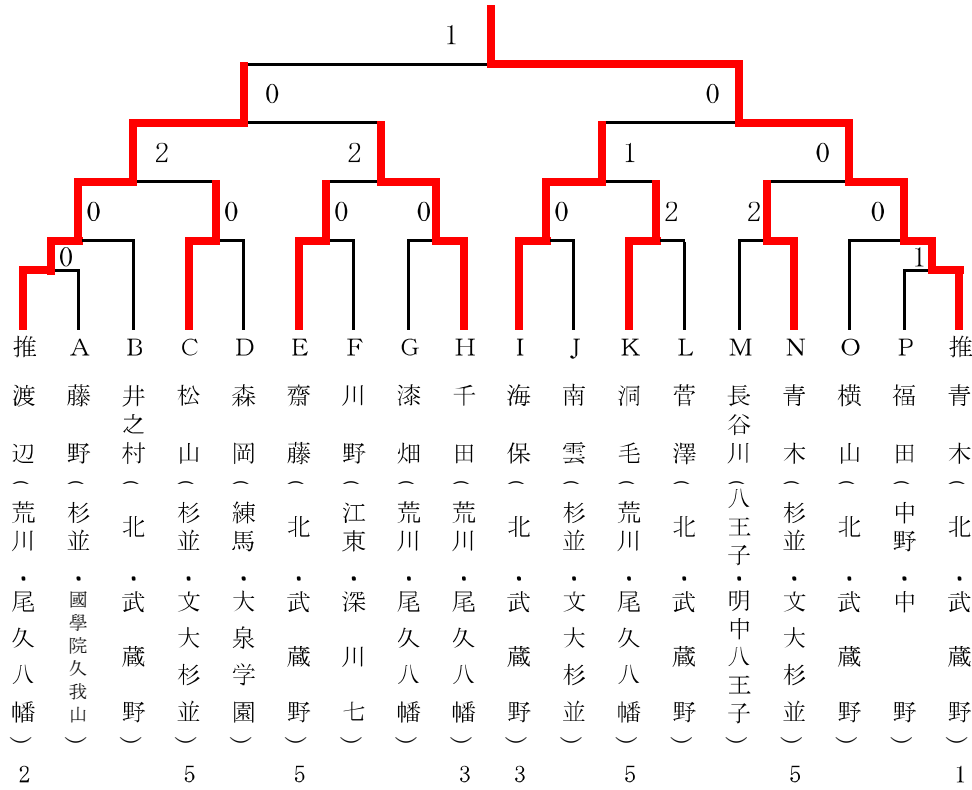 1
0 0
2 2 1 0
0 0 0 0 0 2 2 0
0 1
推 A B C D E F G H I J K L M N O P 推
渡辺(荒川・尾久八幡)
藤野(杉並・國學院久我山)
井之村(北・武蔵野)
松山(杉並・文大杉並)
森岡(練馬・大泉学園)
齋藤(北・武蔵野)
川野(江東・深川七)
漆畑(荒川・尾久八幡)
千田(荒川・尾久八幡)
海保(北・武蔵野)
南雲(杉並・文大杉並)
洞毛(荒川・尾久八幡)
菅澤(北・武蔵野)
長谷川(八王子・明中八王子)
青木(杉並・文大杉並)
横山(北・武蔵野)
福田(中野・中野)
青木(北・武蔵野)
2 5 5 3 3 5 5 1